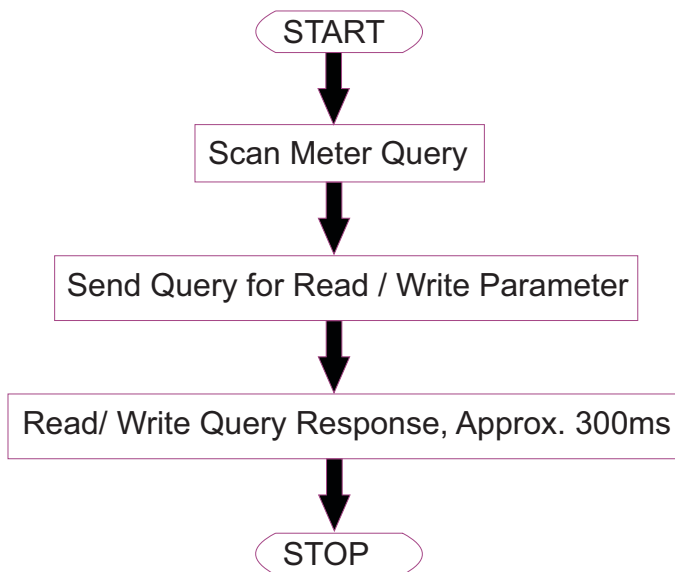 START
Scan Meter Query
Send Query for Read / Write Parameter
Read/ Write Query Response, Approx. 300ms
STOP